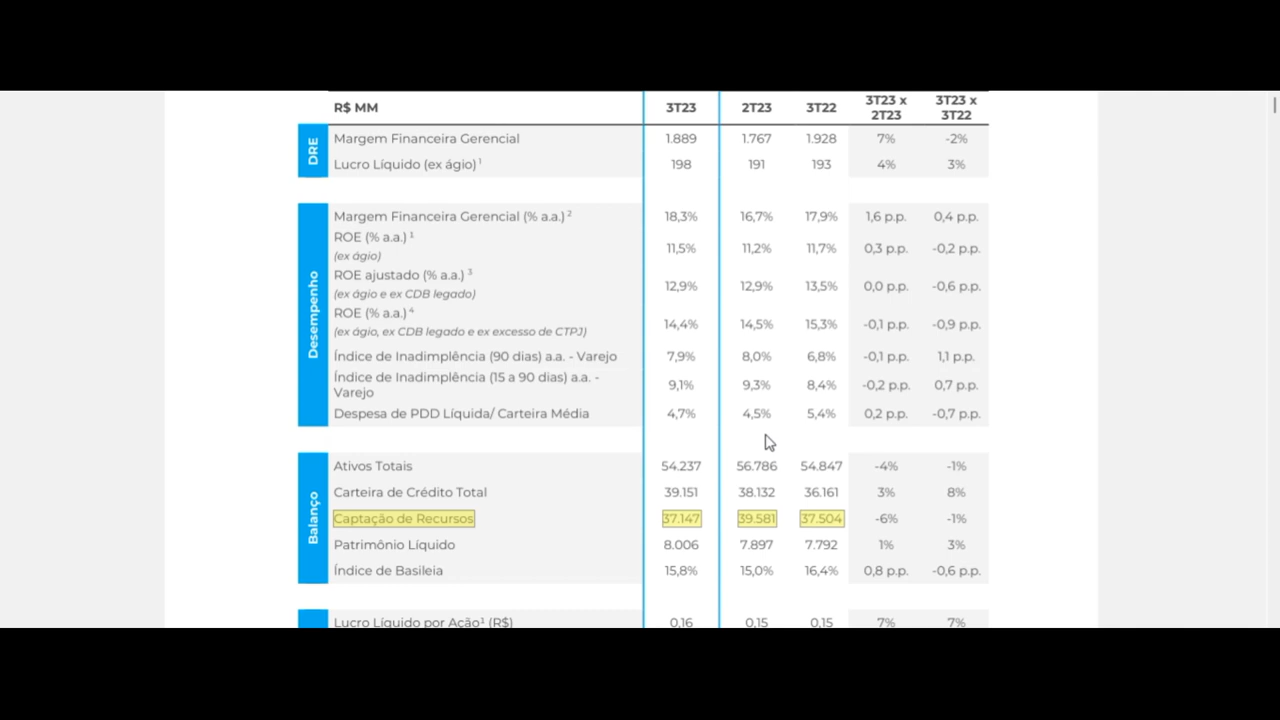 R$ MM 3T23 2T23 3T22 3T23 x 2T23 3T23 x 3T22
DRE
Margem Financeira Gerencial 1.889 1.767 1.928 7% -2%
Lucro Líquido (ex ágio) ¹ 198 191 193 4% 3%
Desempenho
Margem Financeira Gerencial (% a.a.) ² 18,3% 16,7% 17,9% 1,6 p.p. 0,4 p.p.
ROE (% a.a.) ¹
(ex ágio) 11,5% 11,2% 11,7% 0,3 p.p. -0,2 p.p.
ROE ajustado (% a.a.) ³
(ex ágio e ex CDB legado) 12,9% 12,9% 13,5% 0,0 p.p. -0,6 p.p.
ROE (% a.a.) ⁴
(ex ágio, ex CDB legado e ex excesso de CTPJ) 14,4% 14,5% 15,3% -0,1 p.p. -0,9 p.p.
Índice de Inadimplência (90 dias) a.a. - Varejo 7,9% 8,0% 6,8% -0,1 p.p. 1,1 p.p.
Índice de Inadimplência (15 a 90 dias) a.a. -
Varejo 9,1% 9,3% 8,4% -0,2 p.p. 0,7 p.p.
Despesa de PDD Líquida/ Carteira Média 4,7% 4,5% 5,4% 0,2 p.p. -0,7 p.p.
Balanço
Ativos Totais 54.237 56.786 54.847 -4% -1%
Carteira de Crédito Total 39.151 38.132 36.161 3% 8%
Captação de Recursos 37.147 39.581 37.504 -6% -1%
Patrimônio Líquido 8.006 7.897 7.792 1% 3%
Índice de Basileia 15,8% 15,0% 16,4% 0,8 p.p. -0,6 p.p.
Lucro Líquido por Ação¹ (R$) 0,16 0,15 0,15 7% 7%